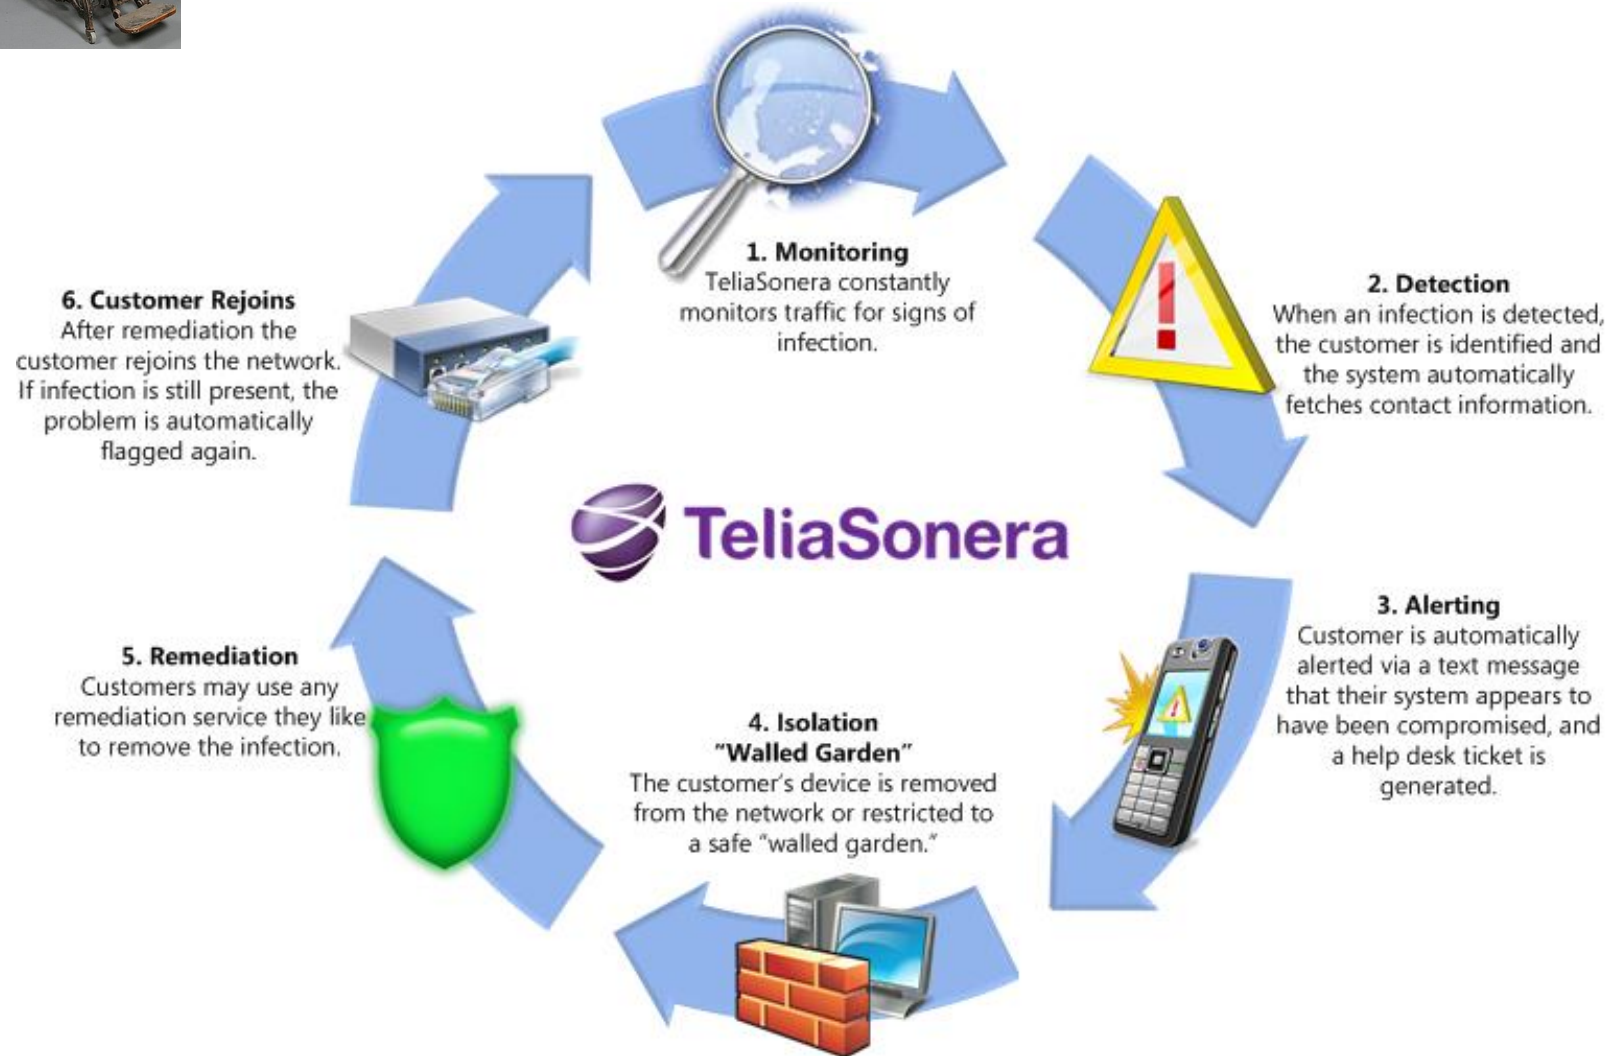 1. Monitoring
TeliaSonera constantly
monitors traffic for signs of
infection.
2. Detection
When an infection is detected,
the customer is identified and
the system automatically
fetches contact information.
3. Alerting
Customer is automatically
alerted via a text message
that their system appears to
have been compromised, and
a help desk ticket is
generated.
4. Isolation
"Walled Garden"
The customer's device is removed
from the network or restricted to
a safe "walled garden."
5. Remediation
Customers may use any
remediation service they like
to remove the infection.
6. Customer Rejoins
After remediation the
customer rejoins the network.
If infection is still present, the
problem is automatically
flagged again.
TeliaSonera